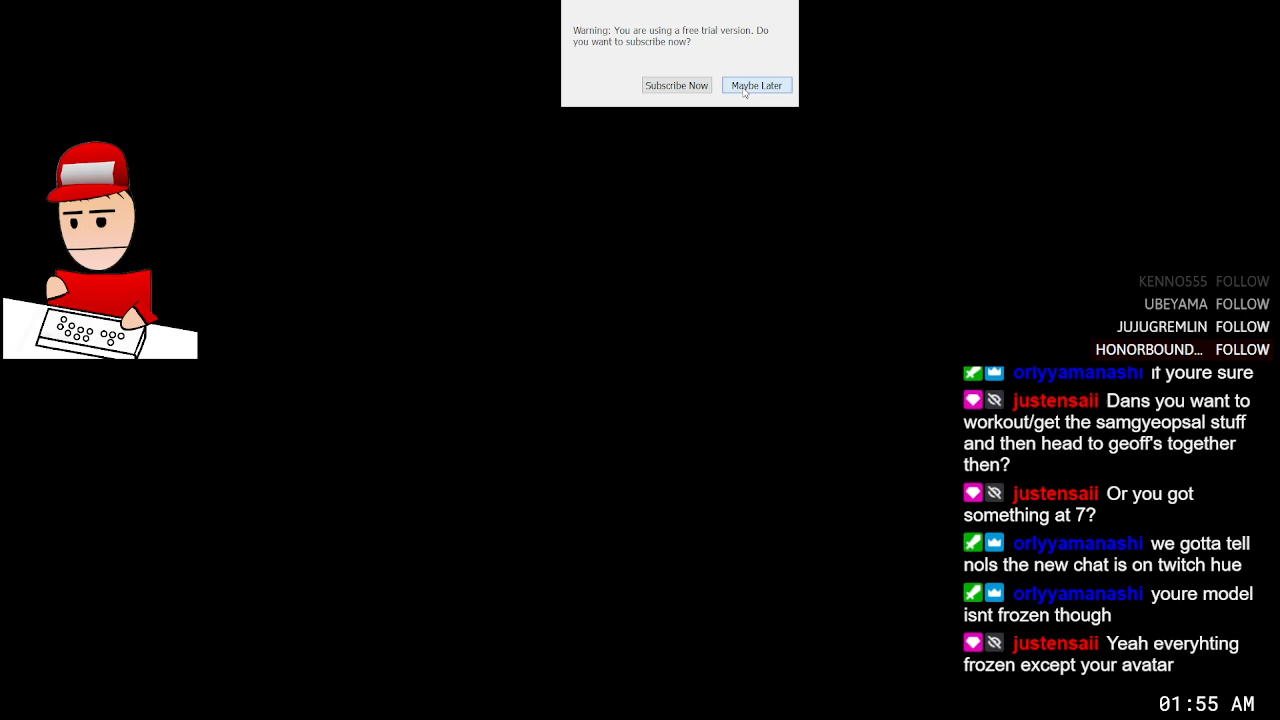 Warning: You are using a free trial version. Do
you want to subscribe now?
Subscribe Now
Maybe Later
KENNO555 FOLLOW
UBEYAMA FOLLOW
JUJUGREMLIN FOLLOW
HONORBOUND... FOLLOW
orlyyamanashi if youre sure
justensaii Dans you want to
workout/get the samgyeopsal stuff
and then head to geoff's together
then?
justensaii Or you got
something at 7?
orlyyamanashi we gotta tell
nols the new chat is on twitch hue
orlyyamanashi youre model
isnt frozen though
justensaii Yeah everyhting
frozen except your avatar
01:55 AM